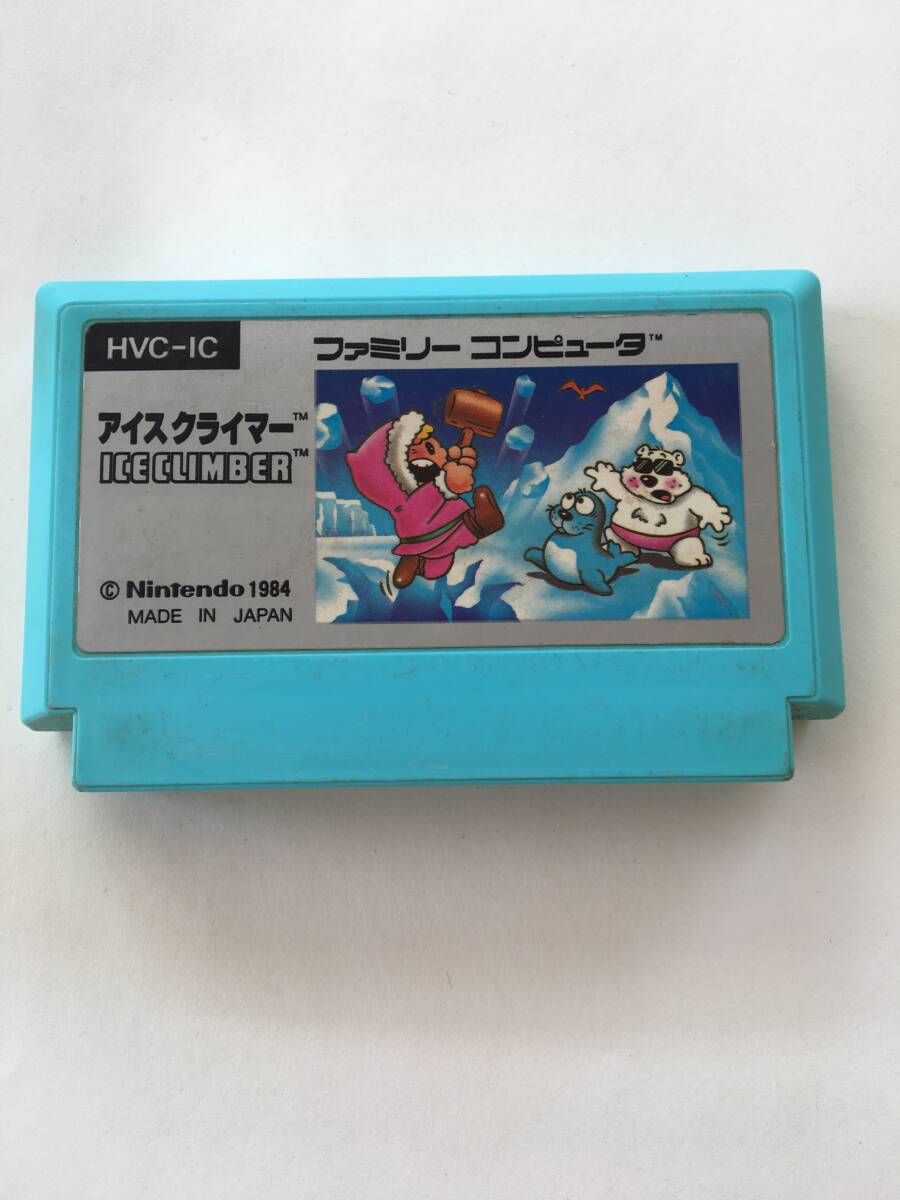 HVC-IC
ファミリー コンピュータ™
アイスクライマー™
ICE CLIMBER™
© Nintendo 1984
MADE IN JAPAN